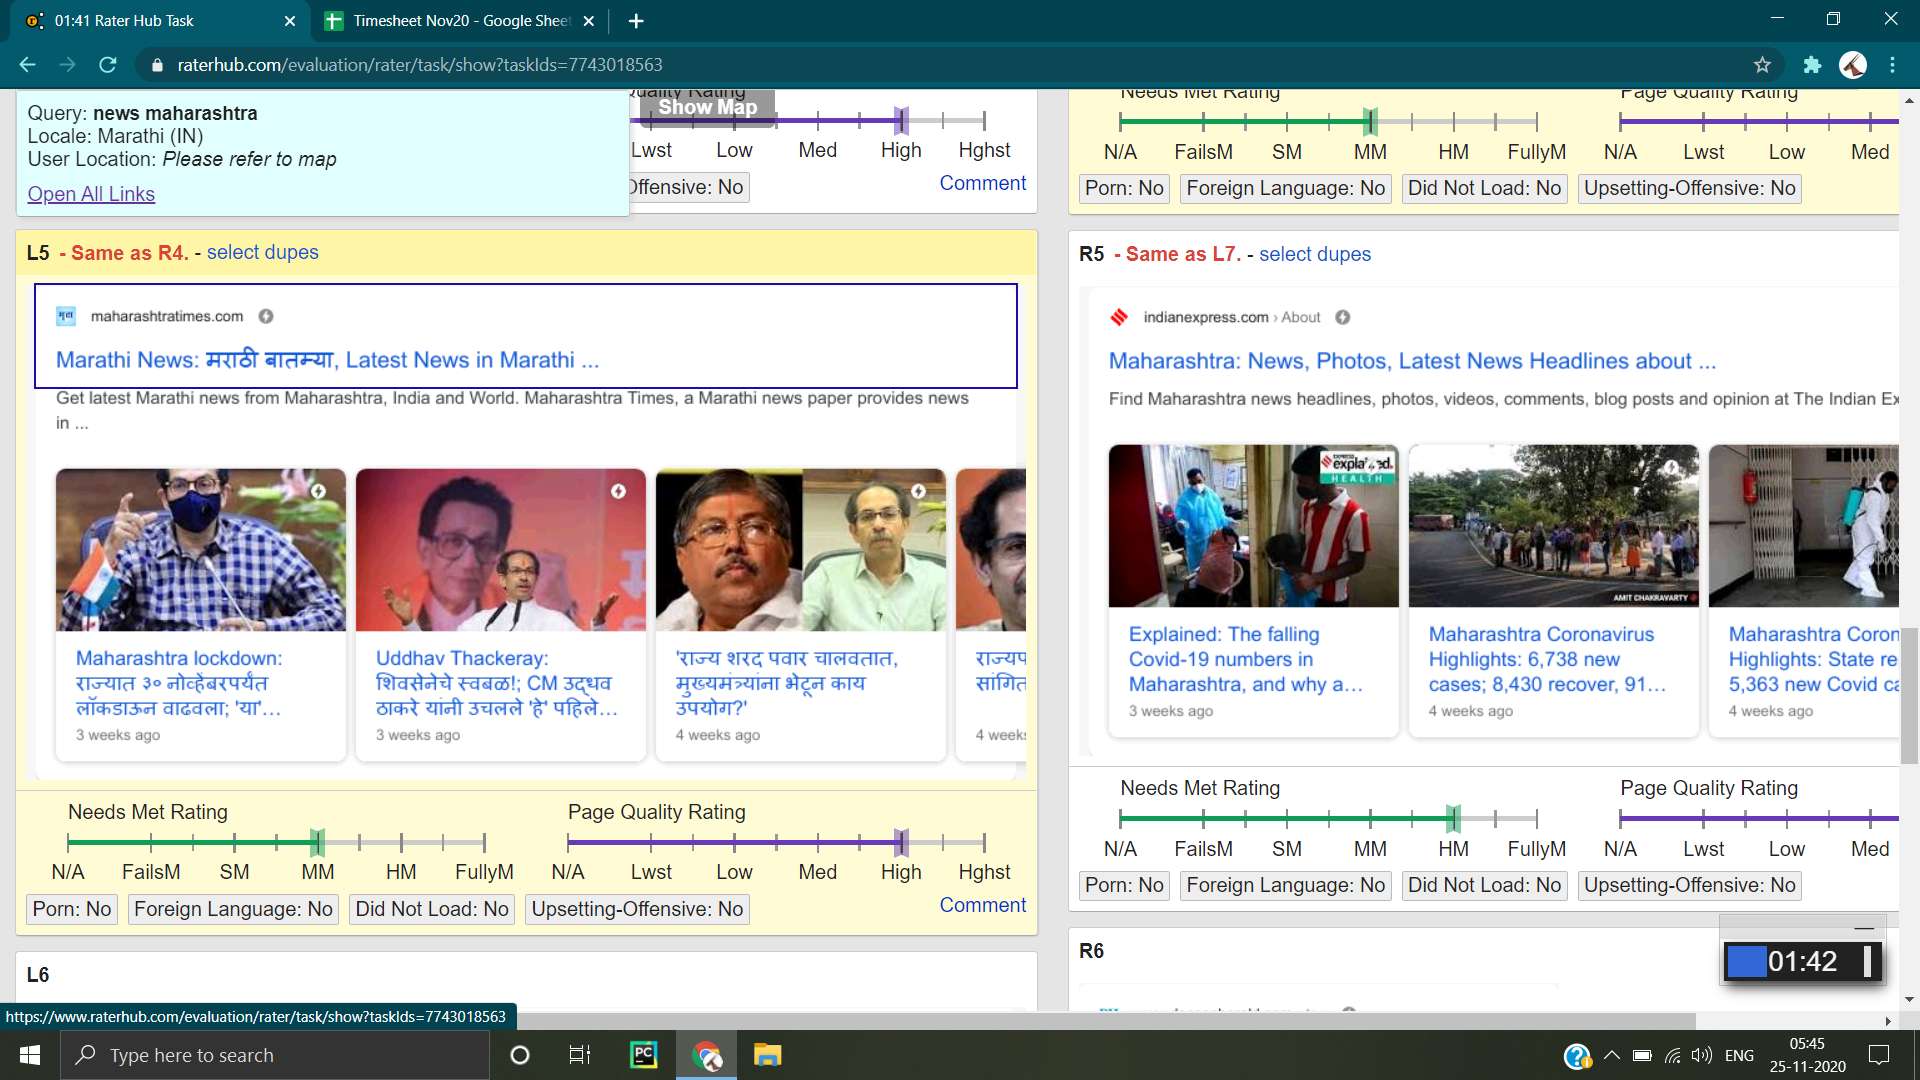 01:41 Rater Hub Task
Timesheet Nov20 - Google Sheet
raterhub.com/evaluation/rater/task/show?taskIds=7743018563
Query: news maharashtra
Locale: Marathi (IN)
User Location: Please refer to map
Open All Links
Quality Rating
Show Map
Lwst Low Med High Hghst
Offensive: No
Comment
Needs Met Rating
Page Quality Rating
N/A FailsM SM MM HM FullyM
N/A Lwst Low Med
Porn: No
Foreign Language: No
Did Not Load: No
Upsetting-Offensive: No
L5 - Same as R4. - select dupes
maharashtratimes.com
Marathi News: मराठी बातम्या, Latest News in Marathi ...
Get latest Marathi news from Maharashtra, India and World. Maharashtra Times, a Marathi news paper provides news
in ...
Maharashtra lockdown:
राज्यात ३० नोव्हेंबरपर्यंत
लॉकडाऊन वाढवला; 'या'...
3 weeks ago
Uddhav Thackeray:
शिवसेनेचे स्वबळ!; CM उद्धव
ठाकरे यांनी उचलले 'हे' पहिले...
3 weeks ago
'राज्य शरद पवार चालवतात,
मुख्यमंत्र्यांना भेटून काय
उपयोग?'
4 weeks ago
राज्यप
सांगित
4 weeks
Needs Met Rating
N/A FailsM SM MM HM FullyM
Page Quality Rating
N/A Lwst Low Med High Hghst
Porn: No
Foreign Language: No
Did Not Load: No
Upsetting-Offensive: No
Comment
L6
R5 - Same as L7. - select dupes
indianexpress.com › About
Maharashtra: News, Photos, Latest News Headlines about ...
Find Maharashtra news headlines, photos, videos, comments, blog posts and opinion at The Indian Ex
EXPRESS
explained.
HEALTH
Explained: The falling
Covid-19 numbers in
Maharashtra, and why a...
3 weeks ago
AMIT CHAKRAVARTY
Maharashtra Coronavirus
Highlights: 6,738 new
cases; 8,430 recover, 91...
4 weeks ago
Maharashtra Coron
Highlights: State re
5,363 new Covid ca
4 weeks ago
Needs Met Rating
N/A FailsM SM MM HM FullyM
Page Quality Rating
N/A Lwst Low Med
Porn: No
Foreign Language: No
Did Not Load: No
Upsetting-Offensive: No
R6
01:42
https://www.raterhub.com/evaluation/rater/task/show?taskIds=7743018563
Type here to search
PC
ENG
05:45
25-11-2020